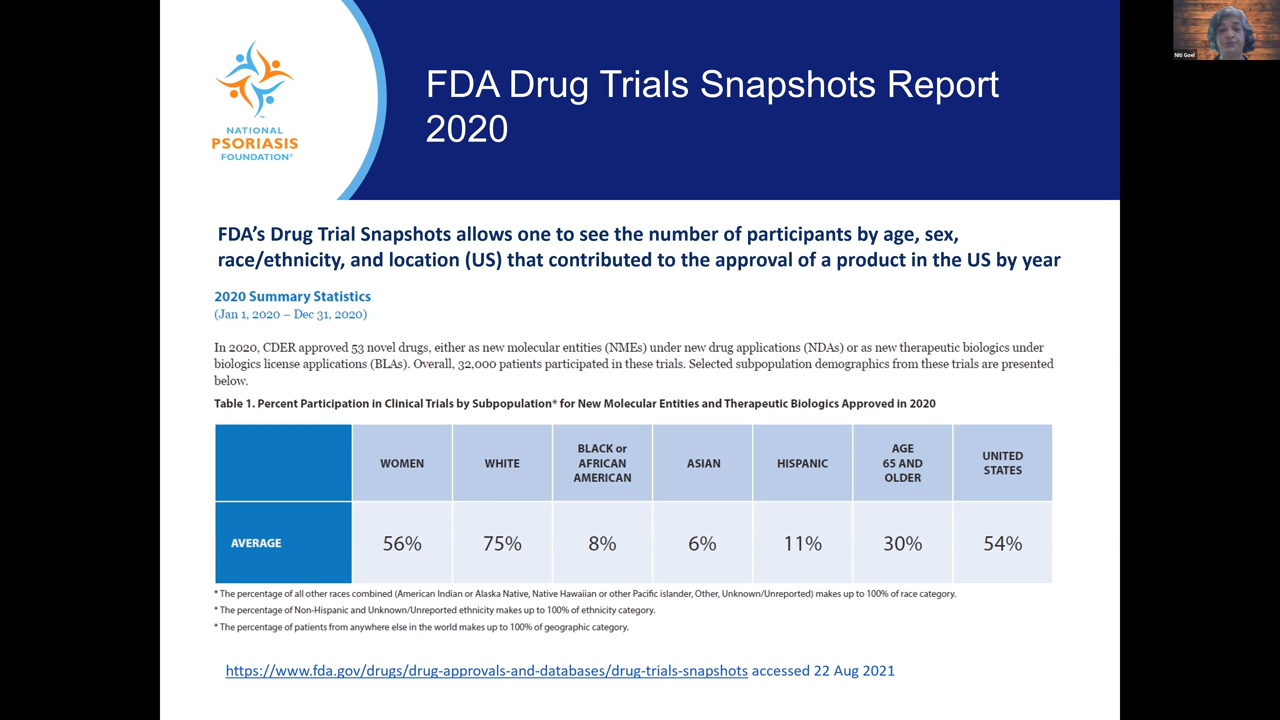 NATIONAL
PSORIASIS
FOUNDATION®
FDA Drug Trials Snapshots Report
2020
Niti Goel
FDA's Drug Trial Snapshots allows one to see the number of participants by age, sex,
race/ethnicity, and location (US) that contributed to the approval of a product in the US by year
2020 Summary Statistics
(Jan 1, 2020 – Dec 31, 2020)
In 2020, CDER approved 53 novel drugs, either as new molecular entities (NMEs) under new drug applications (NDAs) or as new therapeutic biologics under
biologics license applications (BLAs). Overall, 32,000 patients participated in these trials. Selected subpopulation demographics from these trials are presented
below.
Table 1. Percent Participation in Clinical Trials by Subpopulation* for New Molecular Entities and Therapeutic Biologics Approved in 2020
WOMEN
WHITE
BLACK or
AFRICAN
AMERICAN
ASIAN
HISPANIC
AGE
65 AND
OLDER
UNITED
STATES
AVERAGE
56%
75%
8%
6%
11%
30%
54%
* The percentage of all other races combined (American Indian or Alaska Native, Native Hawaiian or other Pacific islander, Other, Unknown/Unreported) makes up to 100% of race category.
* The percentage of Non-Hispanic and Unknown/Unreported ethnicity makes up to 100% of ethnicity category.
* The percentage of patients from anywhere else in the world makes up to 100% of geographic category.
https://www.fda.gov/drugs/drug-approvals-and-databases/drug-trials-snapshots accessed 22 Aug 2021